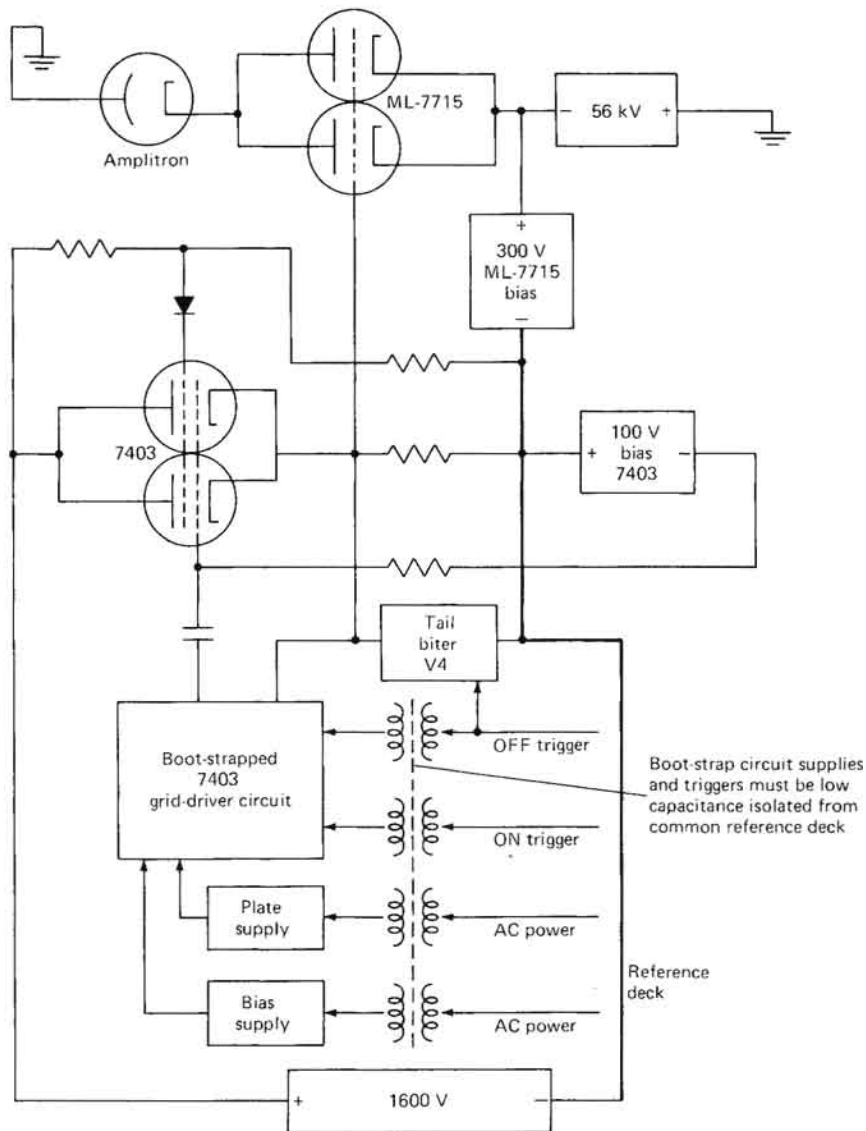 ML-7715
− 56 kV +
Amplitron
+
300 V
ML-7715
bias
−
7403
100 V
+ bias −
7403
Tail
biter
V4
Boot-strapped
7403
grid-driver circuit
OFF trigger
Boot-strap circuit supplies
and triggers must be low
capacitance isolated from
common reference deck
ON trigger
Plate
supply
AC power
Reference
deck
Bias
supply
AC power
+ 1600 V −